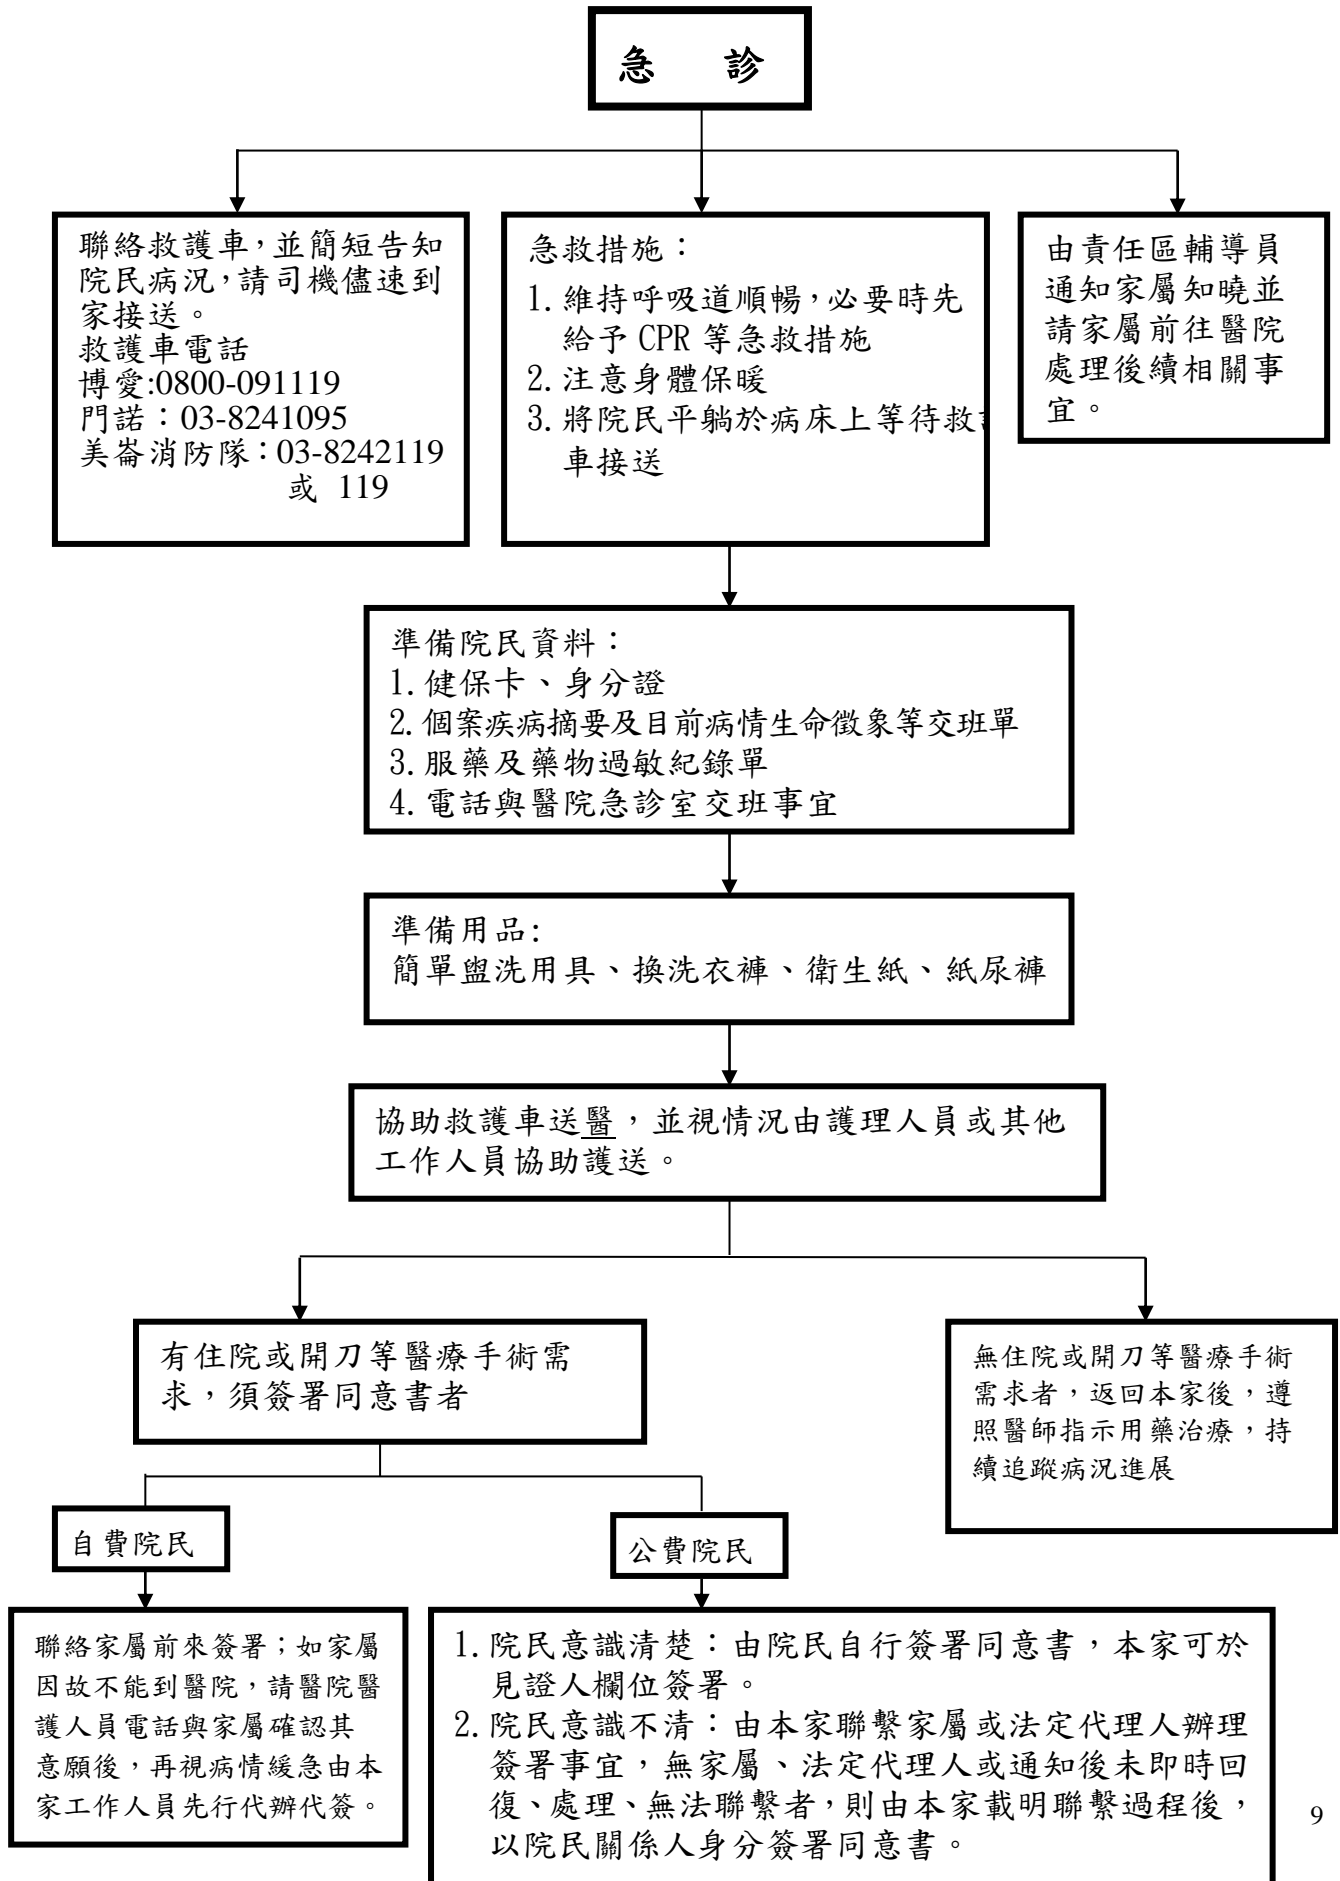 急 診
聯絡救護車，並簡短告知
院民病況，請司機儘速到
家接送。
救護車電話
博愛:0800-091119
門諾：03-8241095
美崙消防隊：03-8242119
或 119
急救措施：
1.維持呼吸道順暢，必要時先
給予 CPR 等急救措施
2.注意身體保暖
3.將院民平躺於病床上等待救
車接送
由責任區輔導員
通知家屬知曉並
請家屬前往醫院
處理後續相關事
宜。
準備院民資料：
1.健保卡、身分證
2.個案疾病摘要及目前病情生命徵象等交班單
3.服藥及藥物過敏紀錄單
4.電話與醫院急診室交班事宜
準備用品:
簡單盥洗用具、換洗衣褲、衛生紙、紙尿褲
協助救護車送醫，並視情況由護理人員或其他
工作人員協助護送。
有住院或開刀等醫療手術需
求，須簽署同意書者
無住院或開刀等醫療手術
需求者，返回本家後，遵
照醫師指示用藥治療，持
續追蹤病況進展
自費院民
公費院民
聯絡家屬前來簽署；如家屬
因故不能到醫院，請醫院醫
護人員電話與家屬確認其
意願後，再視病情緩急由本
家工作人員先行代辦代簽。
1.院民意識清楚：由院民自行簽署同意書，本家可於
見證人欄位簽署。
2.院民意識不清：由本家聯繫家屬或法定代理人辦理
簽署事宜，無家屬、法定代理人或通知後未即時回
復、處理、無法聯繫者，則由本家載明聯繫過程後，
以院民關係人身分簽署同意書。
9